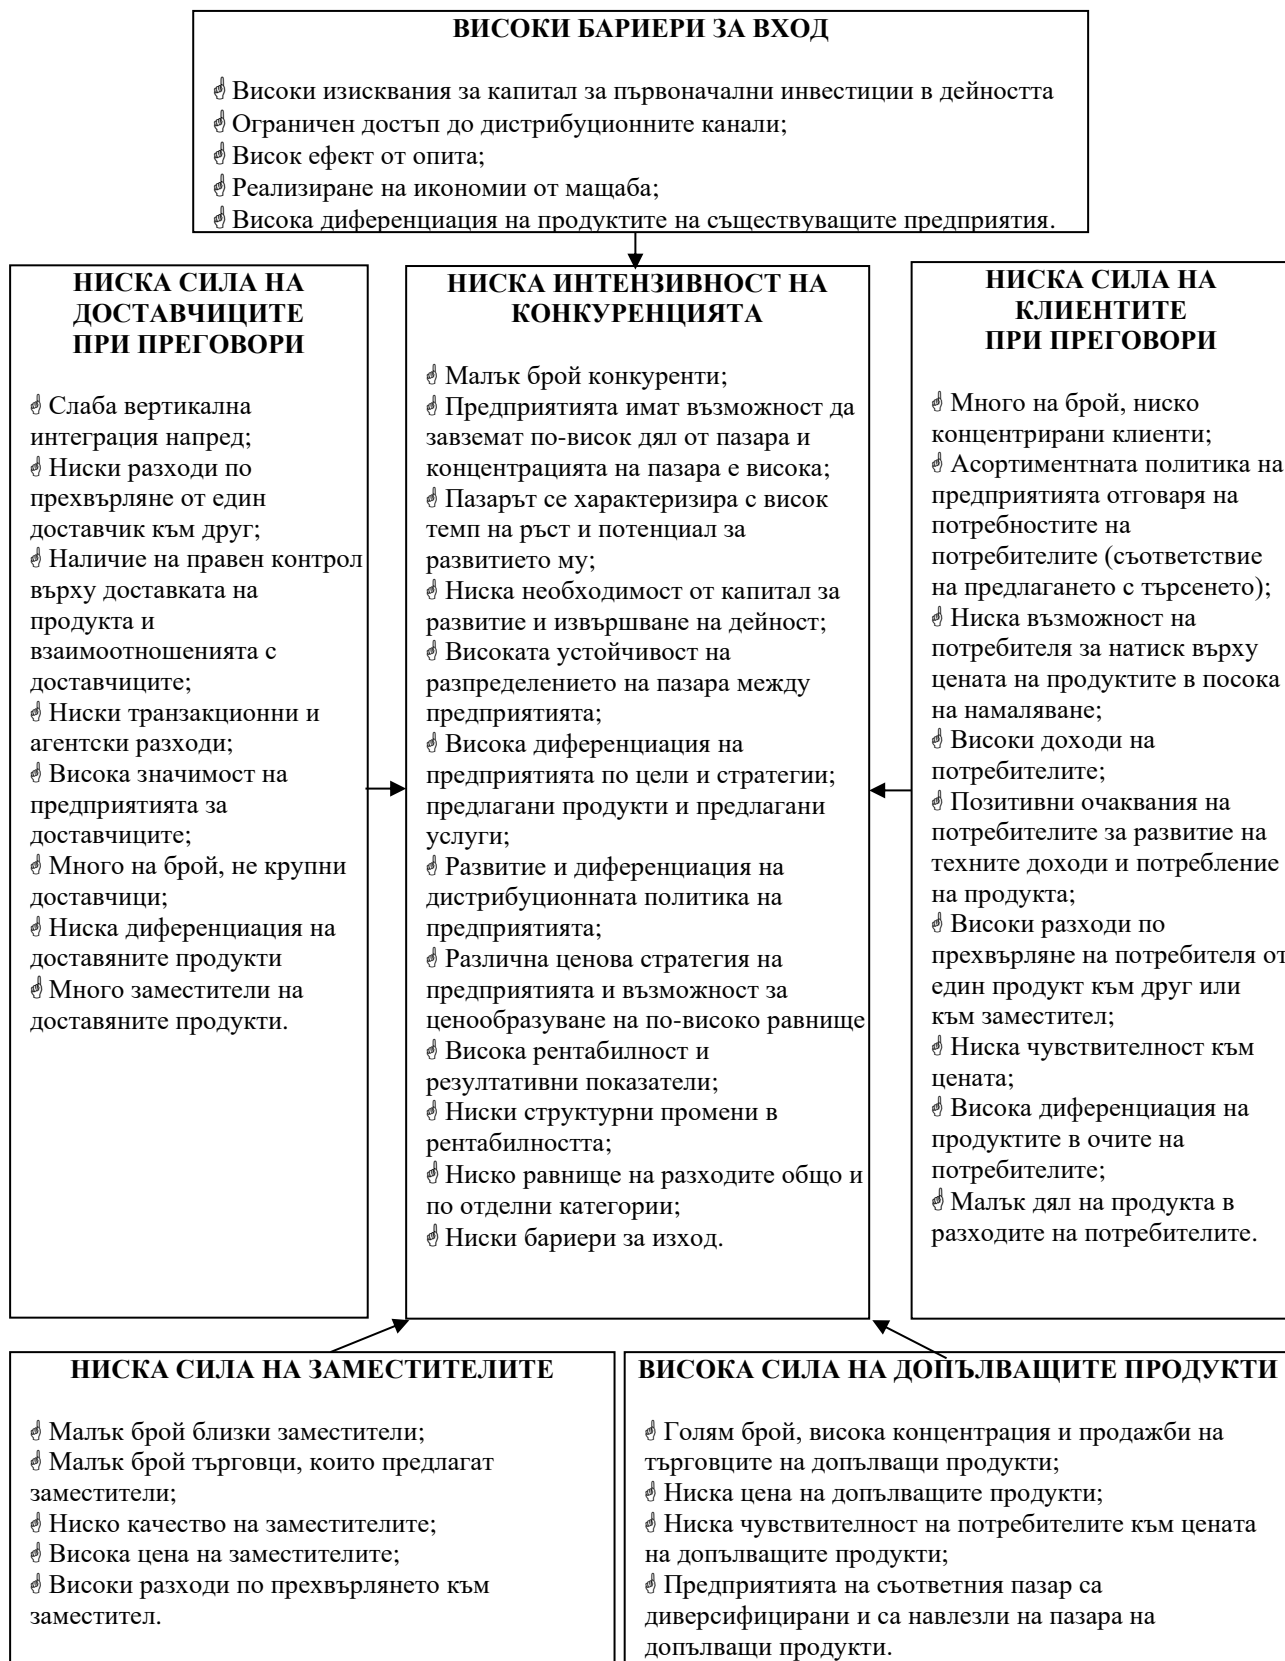 ВИСОКИ БАРИЕРИ ЗА ВХОД
☝ Високи изисквания за капитал за първоначални инвестиции в дейността
☝ Ограничен достъп до дистрибуционните канали;
☝ Висок ефект от опита;
☝ Реализиране на икономии от мащаба;
☝ Висока диференциация на продуктите на съществуващите предприятия.
НИСКА СИЛА НА
ДОСТАВЧИЦИТЕ
ПРИ ПРЕГОВОРИ
☝ Слаба вертикална
интеграция напред;
☝ Ниски разходи по
прехвърляне от един
доставчик към друг;
☝ Наличие на правен контрол
върху доставката на
продукта и
взаимоотношенията с
доставчиците;
☝ Ниски транзакционни и
агентски разходи;
☝ Висока значимост на
предприятията за
доставчиците;
☝ Много на брой, не крупни
доставчици;
☝ Ниска диференциация на
доставяните продукти
☝ Много заместители на
доставяните продукти.
НИСКА ИНТЕНЗИВНОСТ НА
КОНКУРЕНЦИЯТА
☝ Малък брой конкуренти;
☝ Предприятията имат възможност да
завземат по-висок дял от пазара и
концентрацията на пазара е висока;
☝ Пазарът се характеризира с висок
темп на ръст и потенциал за
развитието му;
☝ Ниска необходимост от капитал за
развитие и извършване на дейност;
☝ Високата устойчивост на
разпределението на пазара между
предприятията;
☝ Висока диференциация на
предприятията по цели и стратегии;
предлагани продукти и предлагани
услуги;
☝ Развитие и диференциация на
дистрибуционната политика на
предприятията;
☝ Различна ценова стратегия на
предприятията и възможност за
ценообразуване на по-високо равнище
☝ Висока рентабилност и
резултативни показатели;
☝ Ниски структурни промени в
рентабилността;
☝ Ниско равнище на разходите общо и
по отделни категории;
☝ Ниски бариери за изход.
НИСКА СИЛА НА
КЛИЕНТИТЕ
ПРИ ПРЕГОВОРИ
☝ Много на брой, ниско
концентрирани клиенти;
☝ Асортиментната политика на
предприятията отговаря на
потребностите на
потребителите (съответствие
на предлагането с търсенето);
☝ Ниска възможност на
потребителя за натиск върху
цената на продуктите в посока
на намаляване;
☝ Високи доходи на
потребителите;
☝ Позитивни очаквания на
потребителите за развитие на
техните доходи и потребление
на продукта;
☝ Високи разходи по
прехвърляне на потребителя от
един продукт към друг или
към заместител;
☝ Ниска чувствителност към
цената;
☝ Висока диференциация на
продуктите в очите на
потребителите;
☝ Малък дял на продукта в
разходите на потребителите.
НИСКА СИЛА НА ЗАМЕСТИТЕЛИТЕ
☝ Малък брой близки заместители;
☝ Малък брой търговци, които предлагат
заместители;
☝ Ниско качество на заместителите;
☝ Висока цена на заместителите;
☝ Високи разходи по прехвърлянето към
заместител.
ВИСОКА СИЛА НА ДОПЪЛВАЩИТЕ ПРОДУКТИ
☝ Голям брой, висока концентрация и продажби на
търговците на допълващи продукти;
☝ Ниска цена на допълващите продукти;
☝ Ниска чувствителност на потребителите към цената
на допълващите продукти;
☝ Предприятията на съответния пазар са
диверсифицирани и са навлезли на пазара на
допълващи продукти.